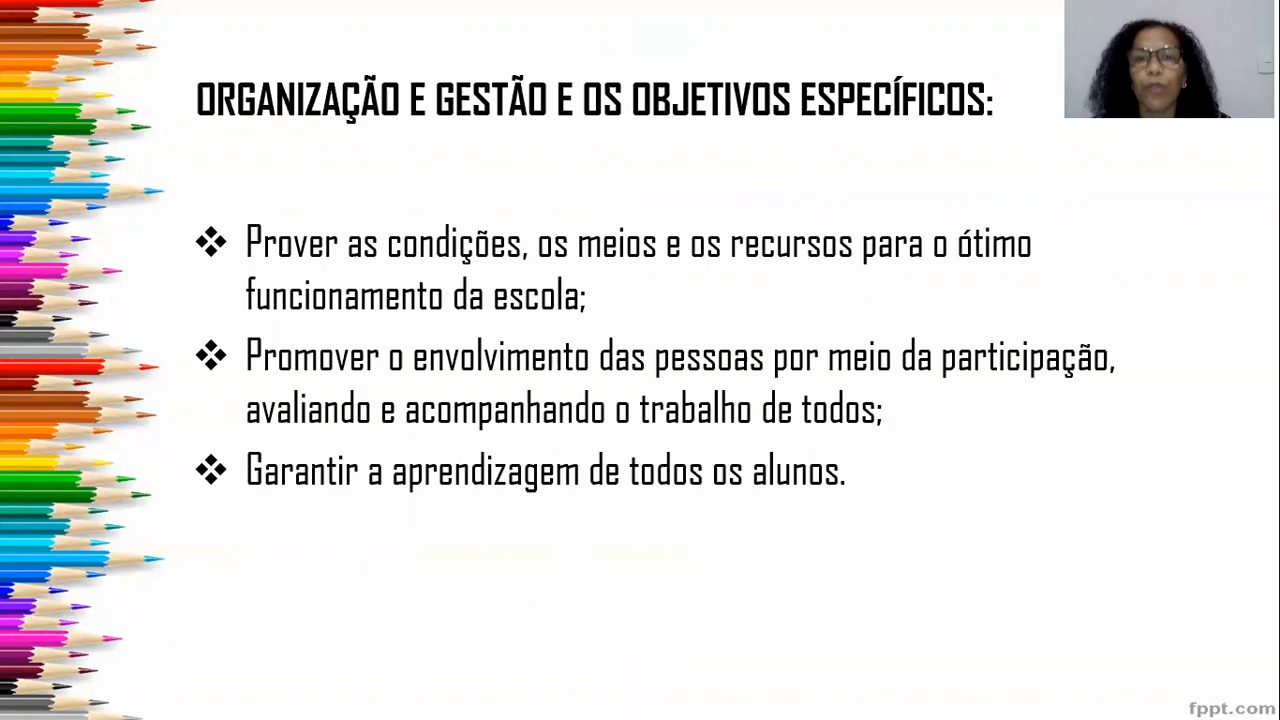 ORGANIZAÇÃO E GESTÃO E OS OBJETIVOS ESPECÍFICOS:
❖ Prover as condições, os meios e os recursos para o ótimo
funcionamento da escola;
❖ Promover o envolvimento das pessoas por meio da participação,
avaliando e acompanhando o trabalho de todos;
❖ Garantir a aprendizagem de todos os alunos.
fppt.com